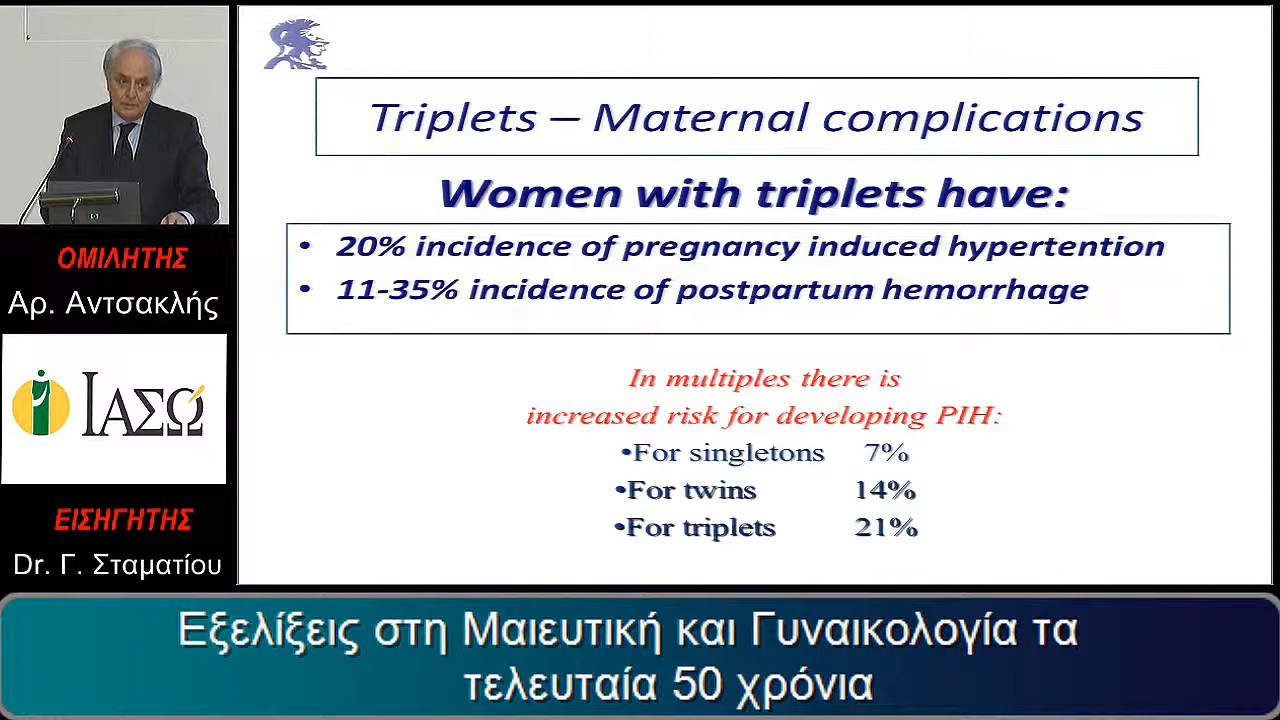 Triplets – Maternal complications
Women with triplets have:
• 20% incidence of pregnancy induced hypertention
• 11-35% incidence of postpartum hemorrhage
In multiples there is
increased risk for developing PIH:
•For singletons 7%
•For twins 14%
•For triplets 21%
ΟΜΙΛΗΤΗΣ
Αρ. Αντσακλής
ΙΑΣΩ
ΕΙΣΗΓΗΤΗΣ
Dr. Γ. Σταματίου
Εξελίξεις στη Μαιευτική και Γυναικολογία τα
τελευταία 50 χρόνια